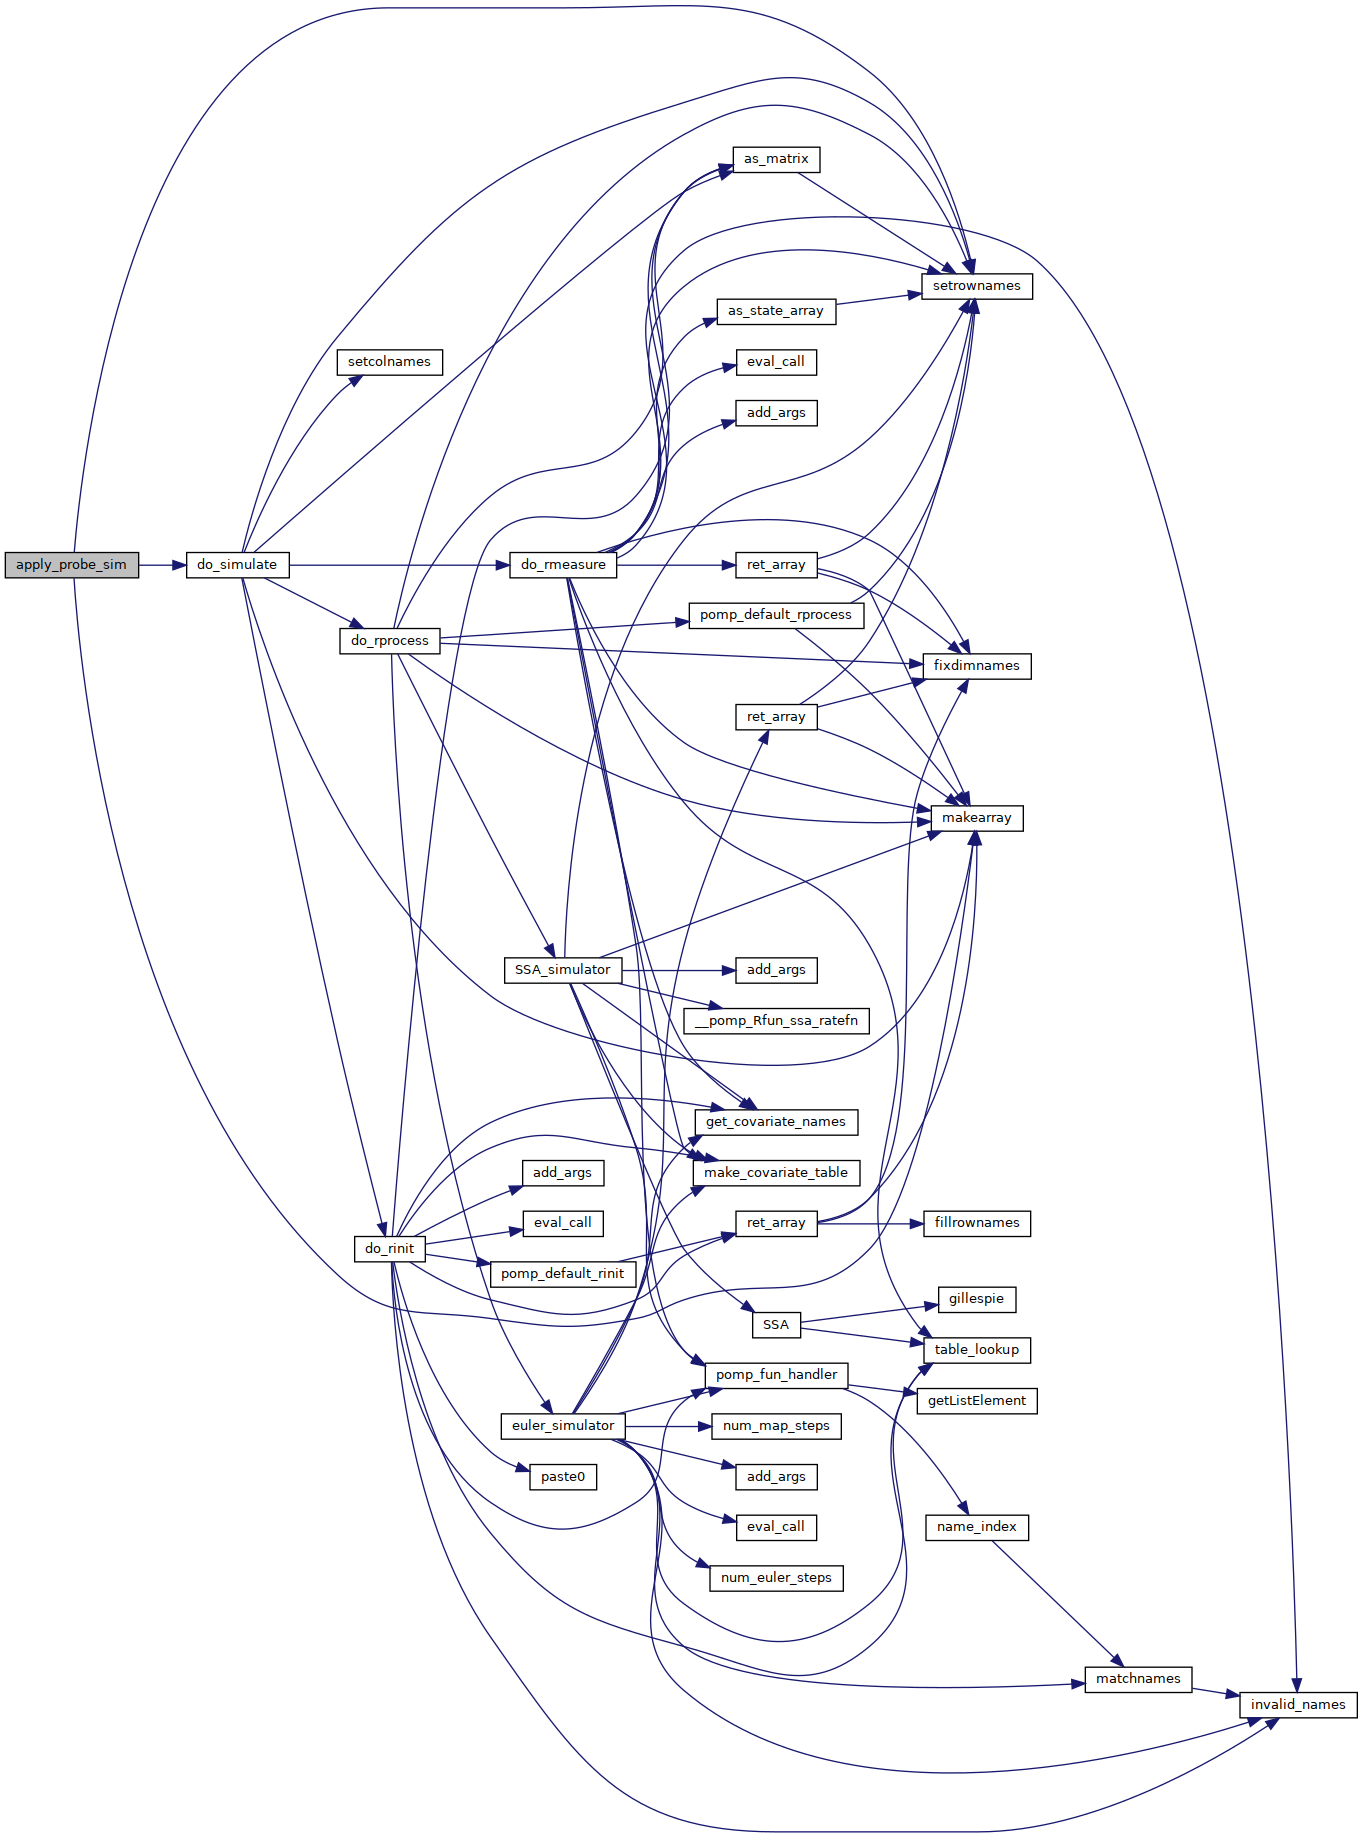 as_matrix
setrownames
as_state_array
setcolnames
eval_call
add_args
apply_probe_sim
do_simulate
do_rmeasure
ret_array
pomp_default_rprocess
do_rprocess
fixdimnames
ret_array
makearray
SSA_simulator
add_args
__pomp_Rfun_ssa_ratefn
get_covariate_names
add_args
make_covariate_table
eval_call
ret_array
fillrownames
do_rinit
pomp_default_rinit
gillespie
SSA
table_lookup
pomp_fun_handler
getListElement
euler_simulator
num_map_steps
paste0
add_args
eval_call
name_index
num_euler_steps
matchnames
invalid_names